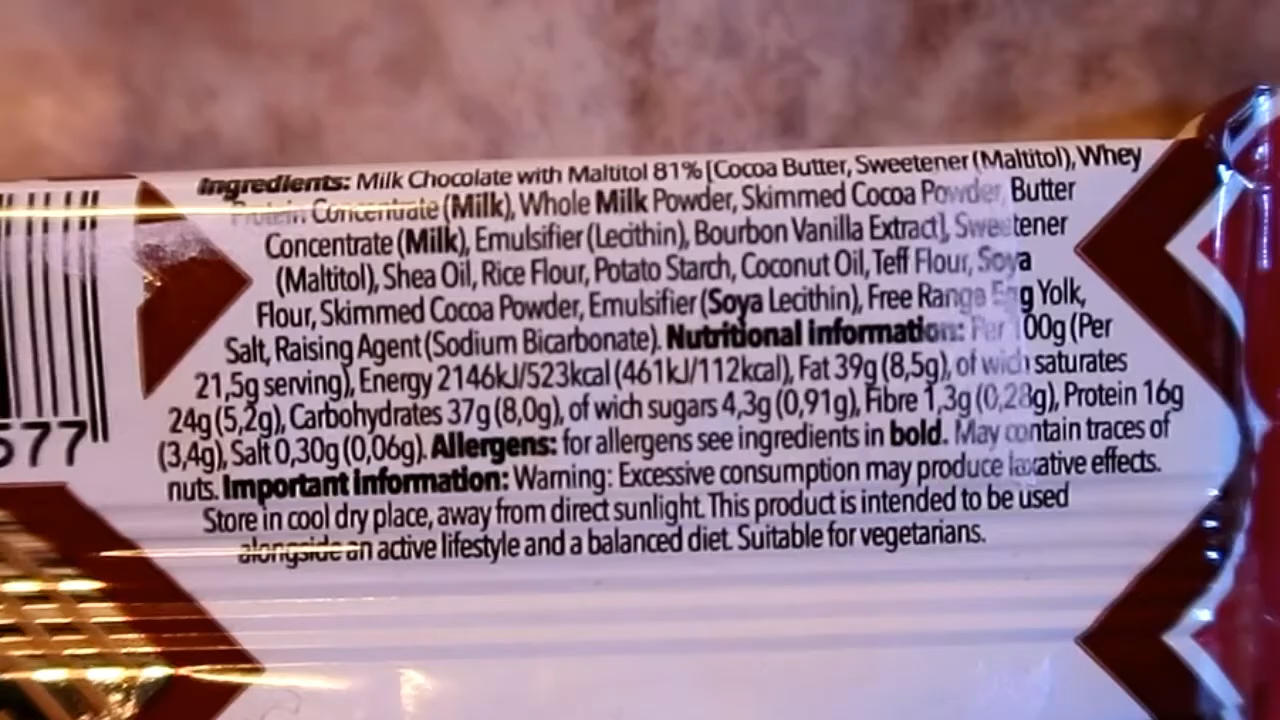 Ingredients: Milk Chocolate with Maltitol 81% [Cocoa Butter, Sweetener (Maltitol), Whey
Protein Concentrate (Milk), Whole Milk Powder, Skimmed Cocoa Powder, Butter
Concentrate (Milk), Emulsifier (Lecithin), Bourbon Vanilla Extract], Sweetener
(Maltitol), Shea Oil, Rice Flour, Potato Starch, Coconut Oil, Teff Flour, Soya
Flour, Skimmed Cocoa Powder, Emulsifier (Soya Lecithin), Free Range Egg Yolk,
Salt, Raising Agent (Sodium Bicarbonate). Nutritional information: Per 100g (Per
21,5g serving), Energy 2146kJ/523kcal (461kJ/112kcal), Fat 39g (8,5g), of wich saturates
24g (5,2g), Carbohydrates 37g (8,0g), of wich sugars 4,3g (0,91g), Fibre 1,3g (0,28g), Protein 16g
(3,4g), Salt 0,30g (0,06g). Allergens: for allergens see ingredients in bold. May contain traces of
577
nuts. Important Information: Warning: Excessive consumption may produce laxative effects.
Store in cool dry place, away from direct sunlight. This product is intended to be used
alongside an active lifestyle and a balanced diet. Suitable for vegetarians.